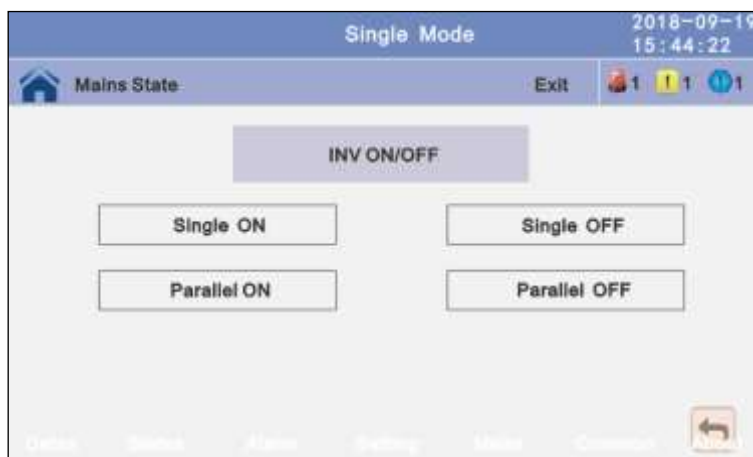 Single Mode
2018-09-19
15:44:22
Mains State
Exit
1
! 1
1
INV ON/OFF
Single ON
Single OFF
Parallel ON
Parallel OFF